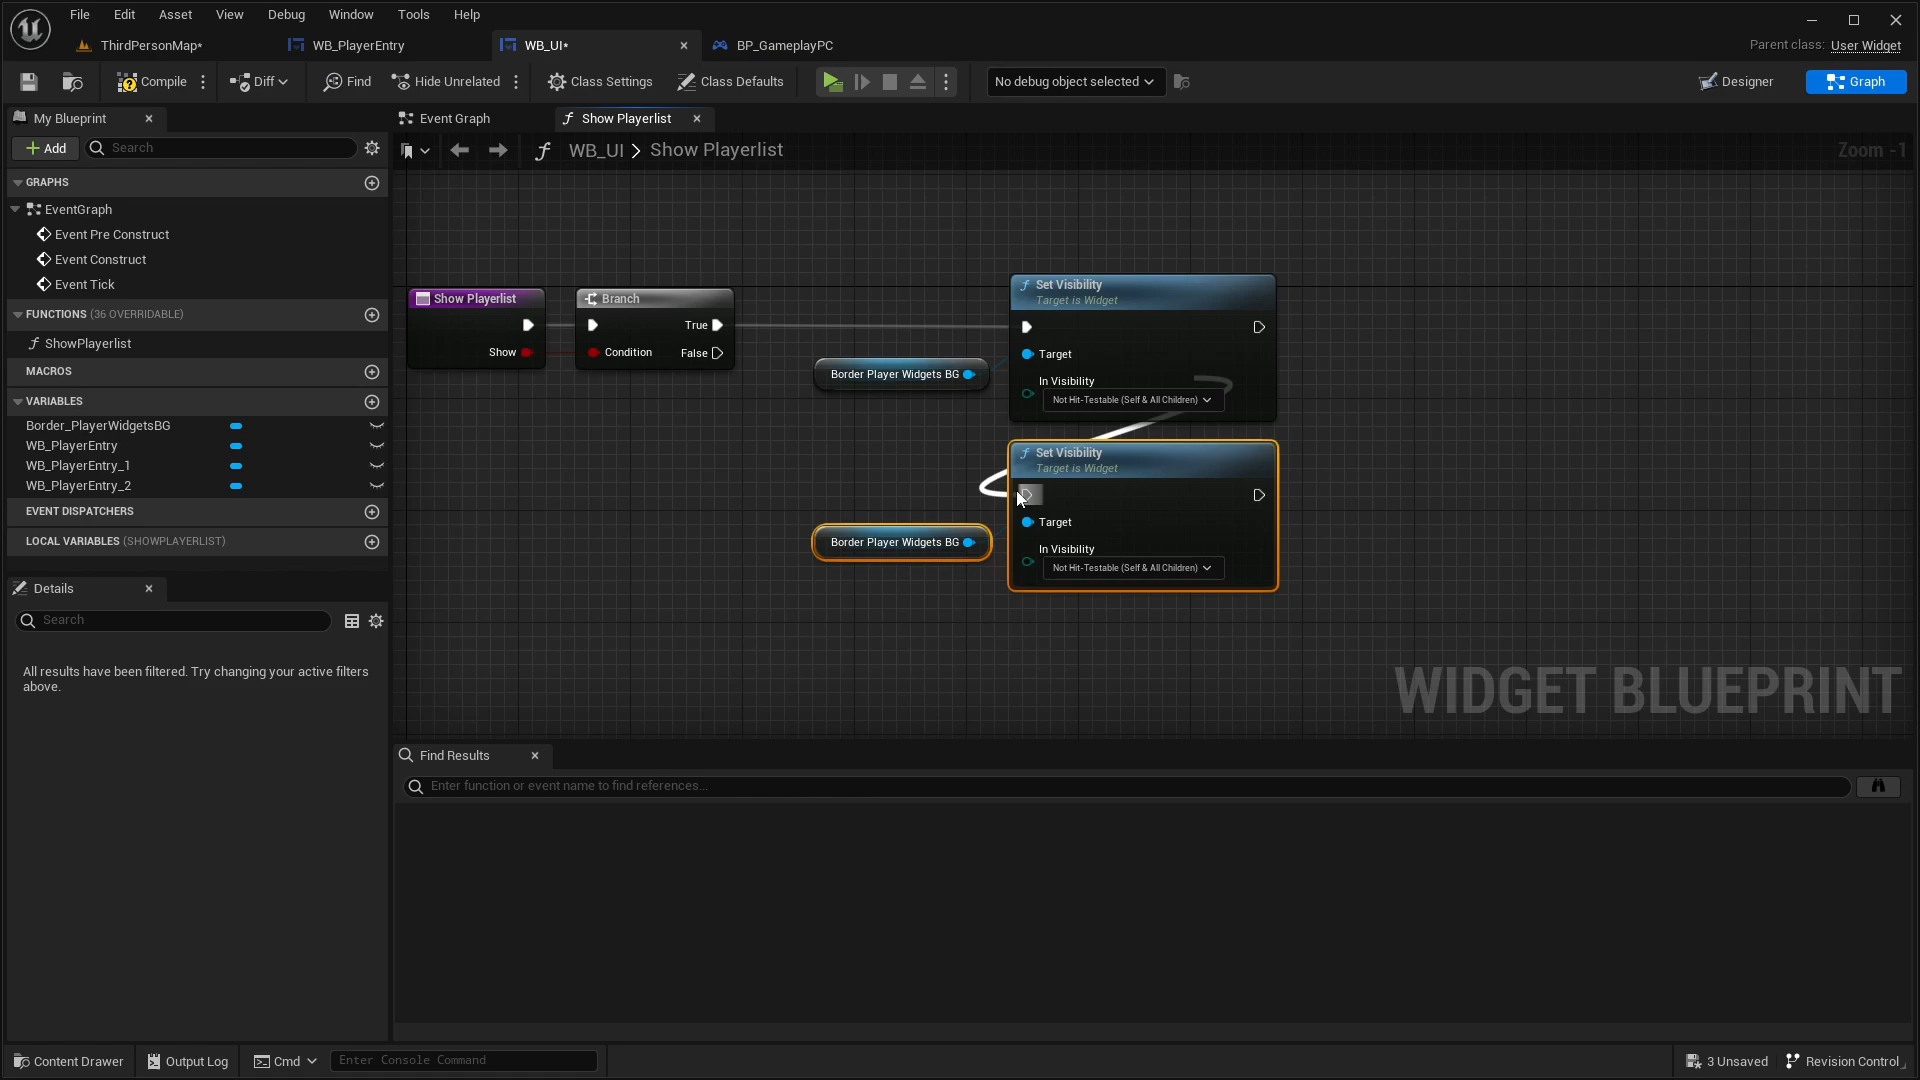 File Edit Asset View Debug Window Tools Help
ThirdPersonMap* WB_PlayerEntry WB_UI* BP_GameplayPC Parent class: User Widget
Compile Diff Find Hide Unrelated Class Settings Class Defaults No debug object selected Designer Graph
My Blueprint Event Graph Show Playerlist
Add Search WB_UI > Show Playerlist Zoom -1
GRAPHS
EventGraph
Event Pre Construct
Event Construct
Event Tick
FUNCTIONS (36 OVERRIDABLE)
ShowPlayerlist
MACROS
VARIABLES
Border_PlayerWidgetsBG
WB_PlayerEntry
WB_PlayerEntry_1
WB_PlayerEntry_2
EVENT DISPATCHERS
LOCAL VARIABLES (SHOWPLAYERLIST)
Details
Search
All results have been filtered. Try changing your active filters
above.
Show Playerlist
Show
Branch
True
Condition False
Border Player Widgets BG
Set Visibility
Target is Widget
Target
In Visibility
Not Hit-Testable (Self & All Children)
Border Player Widgets BG
Set Visibility
Target is Widget
Target
In Visibility
Not Hit-Testable (Self & All Children)
WIDGET BLUEPRINT
Find Results
Enter function or event name to find references...
Content Drawer Output Log Cmd Enter Console Command 3 Unsaved Revision Control